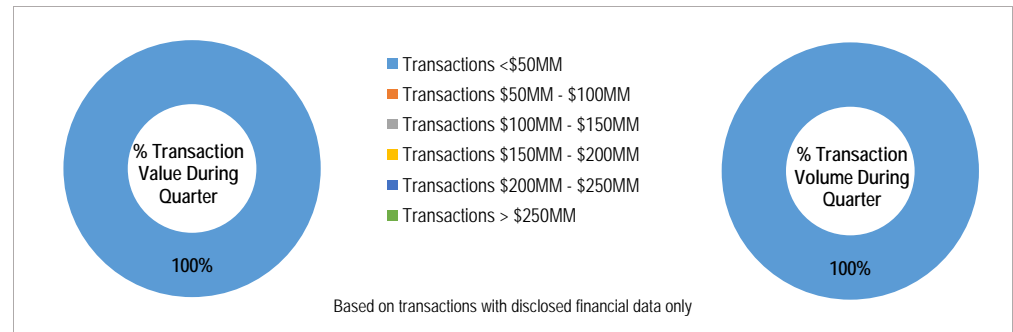 % Transaction
Value During
Quarter
100%
Transactions <$50MM
Transactions $50MM - $100MM
Transactions $100MM - $150MM
Transactions $150MM - $200MM
Transactions $200MM - $250MM
Transactions > $250MM
% Transaction
Volume During
Quarter
100%
Based on transactions with disclosed financial data only